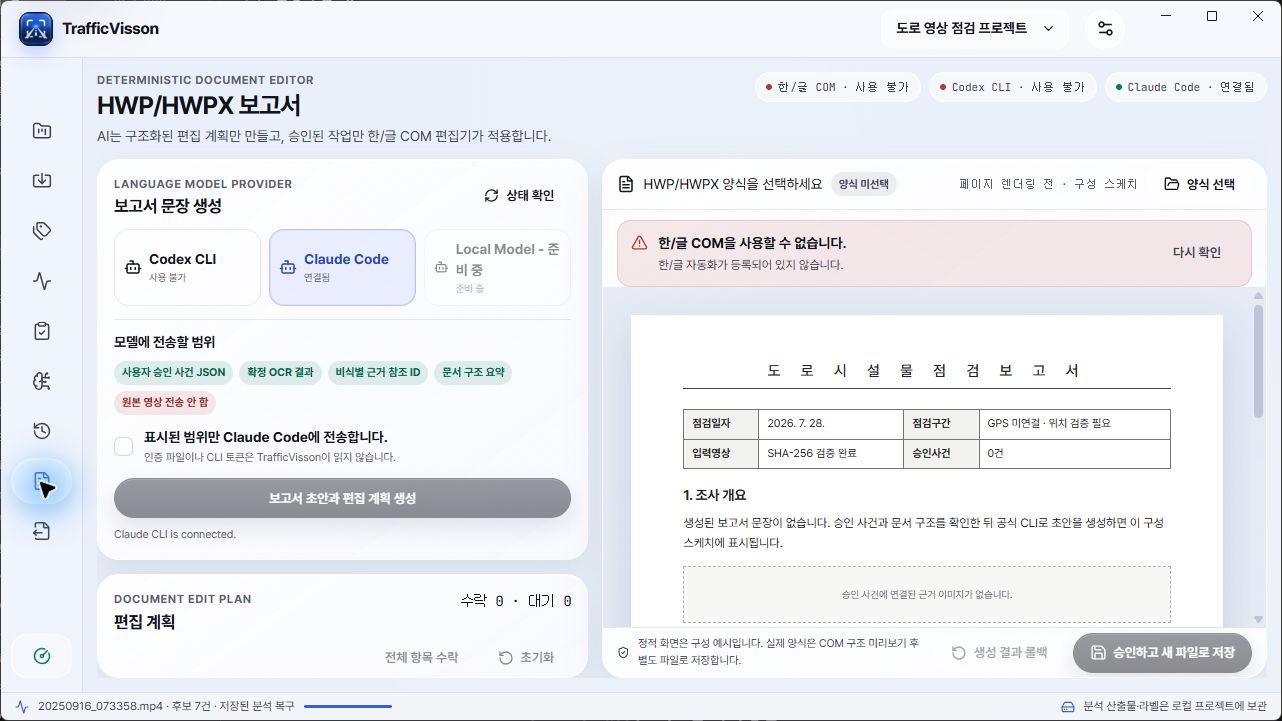 TrafficVisson
도로 영상 점검 프로젝트
DETERMINISTIC DOCUMENT EDITOR
HWP/HWPX 보고서
AI는 구조화된 편집 계획만 만들고, 승인된 작업만 한/글 COM 편집기가 적용합니다.
한/글 COM · 사용 불가
Codex CLI · 사용 불가
Claude Code · 연결됨
LANGUAGE MODEL PROVIDER
보고서 문장 생성
상태 확인
Codex CLI
사용 불가
Claude Code
연결됨
Local Model - 준
비 중
준비 중
모델에 전송할 범위
사용자 승인 사건 JSON
확정 OCR 결과
비식별 근거 참조 ID
문서 구조 요약
원본 영상 전송 안 함
표시된 범위만 Claude Code에 전송합니다.
인증 파일이나 CLI 토큰은 TrafficVisson이 읽지 않습니다.
보고서 초안과 편집 계획 생성
Claude CLI is connected.
DOCUMENT EDIT PLAN
편집 계획
수락 0 · 대기 0
전체 항목 수락
초기화
HWP/HWPX 양식을 선택하세요
양식 미선택
페이지 렌더링 전 · 구성 스케치
양식 선택
한/글 COM을 사용할 수 없습니다.
한/글 자동화가 등록되어 있지 않습니다.
다시 확인
도 로 시 설 물 점 검 보 고 서
점검일자 2026. 7. 28. 점검구간 GPS 미연결 · 위치 검증 필요
입력영상 SHA-256 검증 완료 승인사건 0건
1. 조사 개요
생성된 보고서 문장이 없습니다. 승인 사건과 문서 구조를 확인한 뒤 공식 CLI로 초안을 생성하면 이 구성
스케치에 표시됩니다.
승인 사건에 연결된 근거 이미지가 없습니다.
정적 화면은 구성 예시입니다. 실제 양식은 COM 구조 미리보기 후
별도 파일로 저장합니다.
생성 결과 롤백
승인하고 새 파일로 저장
20250916_073358.mp4 · 후보 7건 · 저장된 분석 복구
분석 산출물·라벨은 로컬 프로젝트에 보관